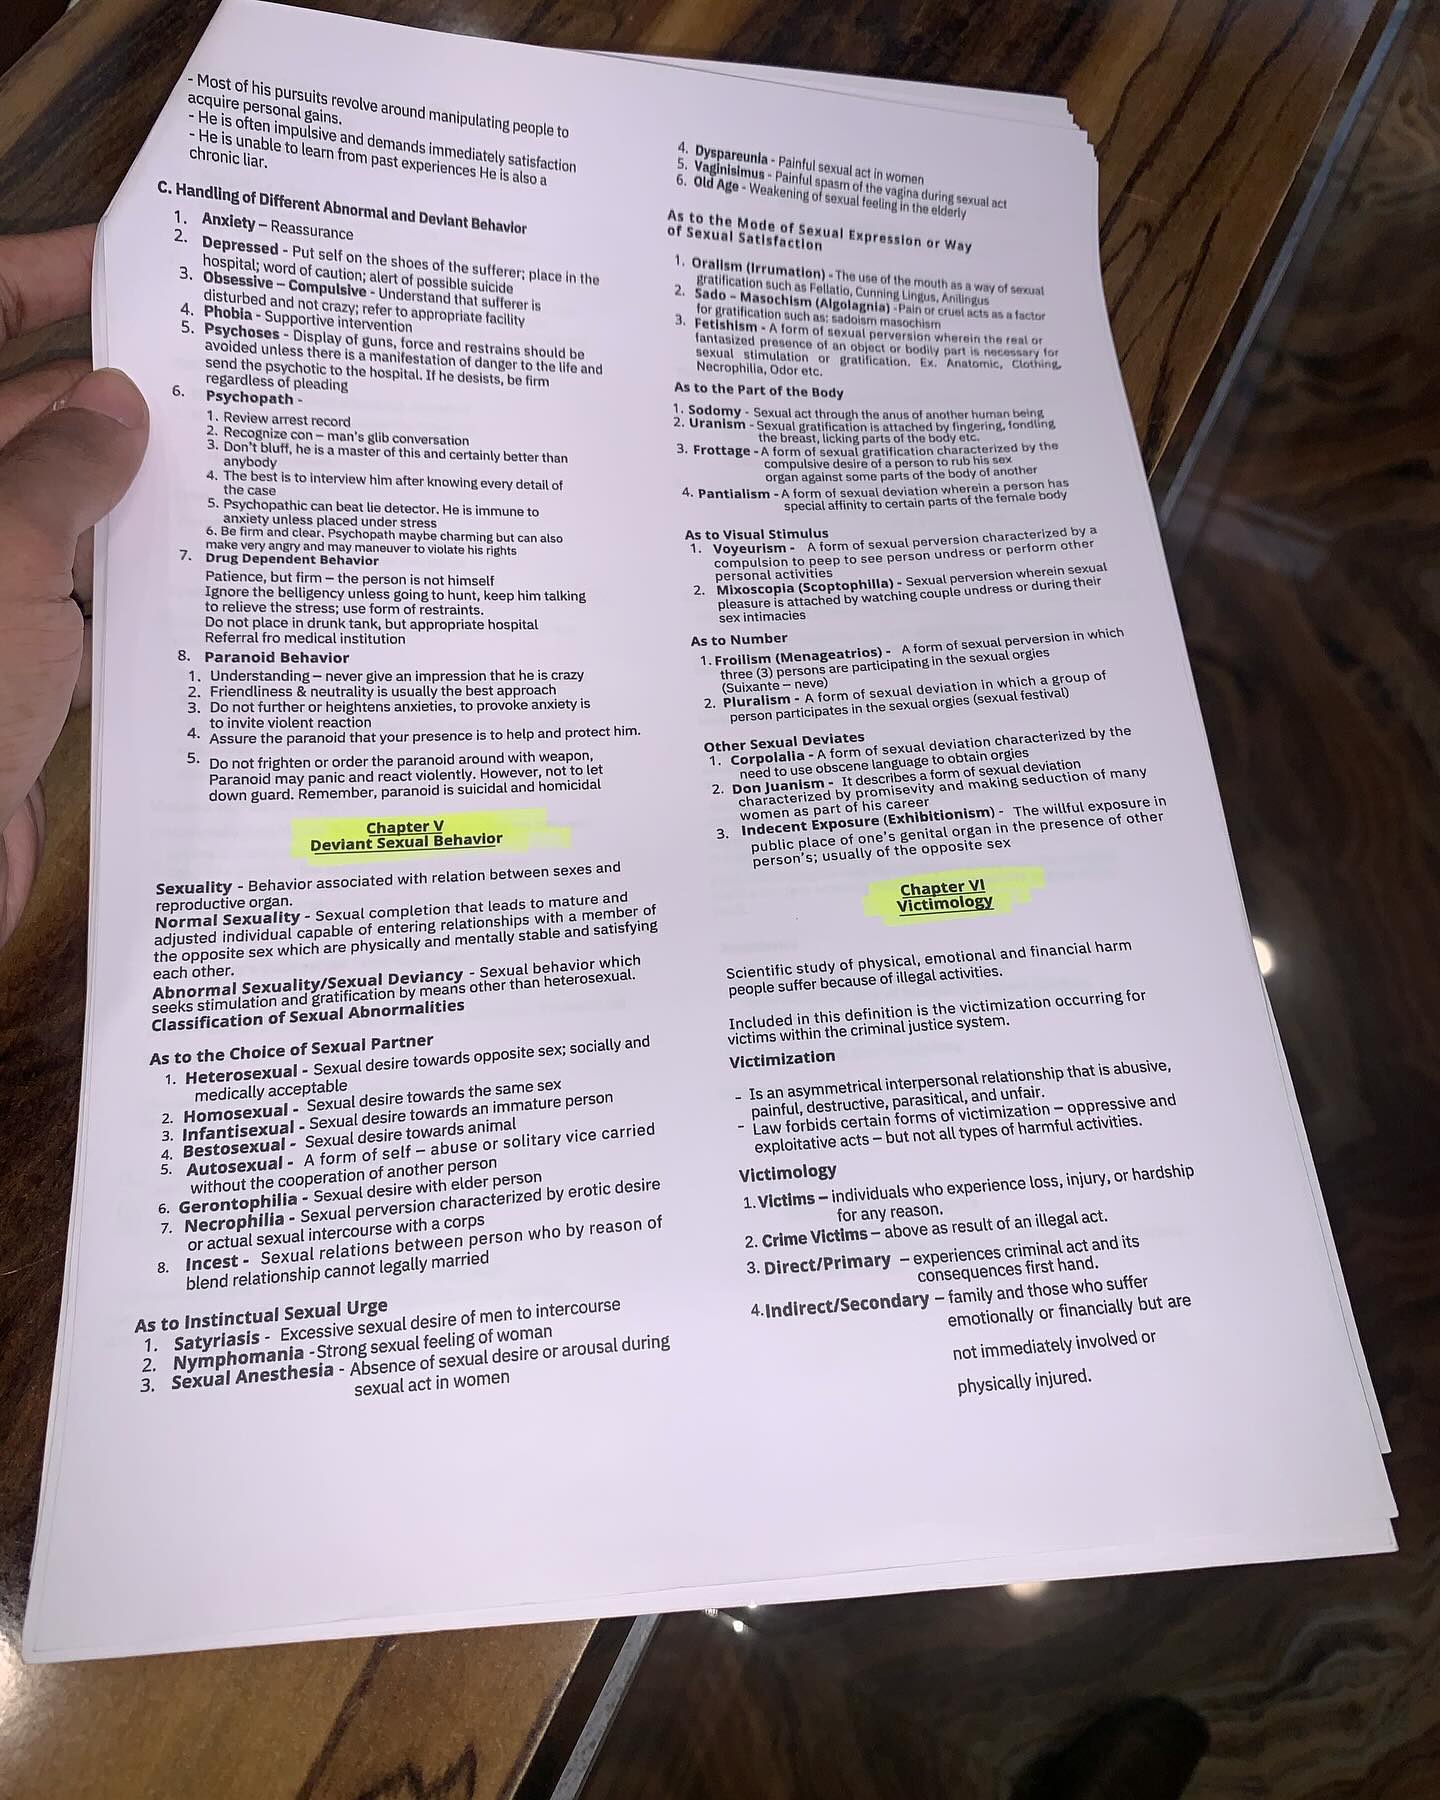 - Most of his pursuits revolve around manipulating people to
acquire personal gains.
- He is often impulsive and demands immediately satisfaction
- He is unable to learn from past experiences He is also a
chronic liar.
C. Handling of Different Abnormal and Deviant Behavior
1. Anxiety – Reassurance
2. Depressed - Put self on the shoes of the sufferer; place in the
hospital; word of caution; alert of possible suicide
3. Obsessive – Compulsive - Understand that sufferer is
disturbed and not crazy; refer to appropriate facility
4. Phobia - Supportive intervention
5. Psychoses - Display of guns, force and restrains should be
avoided unless there is a manifestation of danger to the life and
send the psychotic to the hospital. If he desists, be firm
regardless of pleading
6. Psychopath -
1. Review arrest record
2. Recognize con – man's glib conversation
3. Don't bluff, he is a master of this and certainly better than
anybody
4. The best is to interview him after knowing every detail of
the case
5. Psychopathic can beat lie detector. He is immune to
anxiety unless placed under stress
6. Be firm and clear. Psychopath maybe charming but can also
make very angry and may maneuver to violate his rights
7. Drug Dependent Behavior
Patience, but firm – the person is not himself
Ignore the belligency unless going to hunt, keep him talking
to relieve the stress; use form of restraints.
Do not place in drunk tank, but appropriate hospital
Referral fro medical institution
8. Paranoid Behavior
1. Understanding – never give an impression that he is crazy
2. Friendliness & neutrality is usually the best approach
3. Do not further or heightens anxieties, to provoke anxiety is
to invite violent reaction
4. Assure the paranoid that your presence is to help and protect him.
5. Do not frighten or order the paranoid around with weapon,
Paranoid may panic and react violently. However, not to let
down guard. Remember, paranoid is suicidal and homicidal
Chapter V
Deviant Sexual Behavior
Sexuality - Behavior associated with relation between sexes and
reproductive organ.
Normal Sexuality - Sexual completion that leads to mature and
adjusted individual capable of entering relationships with a member of
the opposite sex which are physically and mentally stable and satisfying
each other.
Abnormal Sexuality/Sexual Deviancy - Sexual behavior which
seeks stimulation and gratification by means other than heterosexual.
Classification of Sexual Abnormalities
As to the Choice of Sexual Partner
1. Heterosexual - Sexual desire towards opposite sex; socially and
medically acceptable
2. Homosexual - Sexual desire towards the same sex
3. Infantisexual - Sexual desire towards an immature person
4. Bestosexual - Sexual desire towards animal
5. Autosexual - A form of self – abuse or solitary vice carried
without the cooperation of another person
6. Gerontophilia - Sexual desire with elder person
7. Necrophilia - Sexual perversion characterized by erotic desire
or actual sexual intercourse with a corps
8. Incest - Sexual relations between person who by reason of
blend relationship cannot legally married
As to Instinctual Sexual Urge
1. Satyriasis - Excessive sexual desire of men to intercourse
2. Nymphomania -Strong sexual feeling of woman
3. Sexual Anesthesia - Absence of sexual desire or arousal during
sexual act in women
4. Dyspareunia - Painful sexual act in women
5. Vaginisimus - Painful spasm of the vagina during sexual act
6. Old Age - Weakening of sexual feeling in the elderly
As to the Mode of Sexual Expression or Way
of Sexual Satisfaction
1. Oralism (Irrumation) - The use of the mouth as a way of sexual
gratification such as Fellatio, Cunning Lingus, Anilingus
2. Sado – Masochism (Algolagnia) -Pain or cruel acts as a factor
for gratification such as: sadoism masochism
3. Fetishism - A form of sexual perversion wherein the real or
fantasized presence of an object or bodily part is necessary for
sexual stimulation or gratification. Ex. Anatomic, Clothing,
Necrophillia, Odor etc.
As to the Part of the Body
1. Sodomy - Sexual act through the anus of another human being
2. Uranism - Sexual gratification is attached by fingering, fondling
the breast, licking parts of the body etc.
3. Frottage - A form of sexual gratification characterized by the
compulsive desire of a person to rub his sex
organ against some parts of the body of another
4. Pantialism - A form of sexual deviation wherein a person has
special affinity to certain parts of the female body
As to Visual Stimulus
1. Voyeurism - A form of sexual perversion characterized by a
compulsion to peep to see person undress or perform other
personal activities
2. Mixoscopia (Scoptophilla) - Sexual perversion wherein sexual
pleasure is attached by watching couple undress or during their
sex intimacies
As to Number
1. Froilism (Menageatrios) - A form of sexual perversion in which
three (3) persons are participating in the sexual orgies
(Suixante – neve)
2. Pluralism - A form of sexual deviation in which a group of
person participates in the sexual orgies (sexual festival)
Other Sexual Deviates
1. Corpolalia - A form of sexual deviation characterized by the
need to use obscene language to obtain orgies
2. Don Juanism - It describes a form of sexual deviation
characterized by promisevity and making seduction of many
women as part of his career
3. Indecent Exposure (Exhibitionism) - The willful exposure in
public place of one's genital organ in the presence of other
person's; usually of the opposite sex
Chapter VI
Victimology
Scientific study of physical, emotional and financial harm
people suffer because of illegal activities.
Included in this definition is the victimization occurring for
victims within the criminal justice system.
Victimization
- Is an asymmetrical interpersonal relationship that is abusive,
painful, destructive, parasitical, and unfair.
- Law forbids certain forms of victimization – oppressive and
exploitative acts – but not all types of harmful activities.
Victimology
1. Victims – individuals who experience loss, injury, or hardship
for any reason.
2. Crime Victims – above as result of an illegal act.
3. Direct/Primary – experiences criminal act and its
consequences first hand.
4. Indirect/Secondary – family and those who suffer
emotionally or financially but are
not immediately involved or
physically injured.